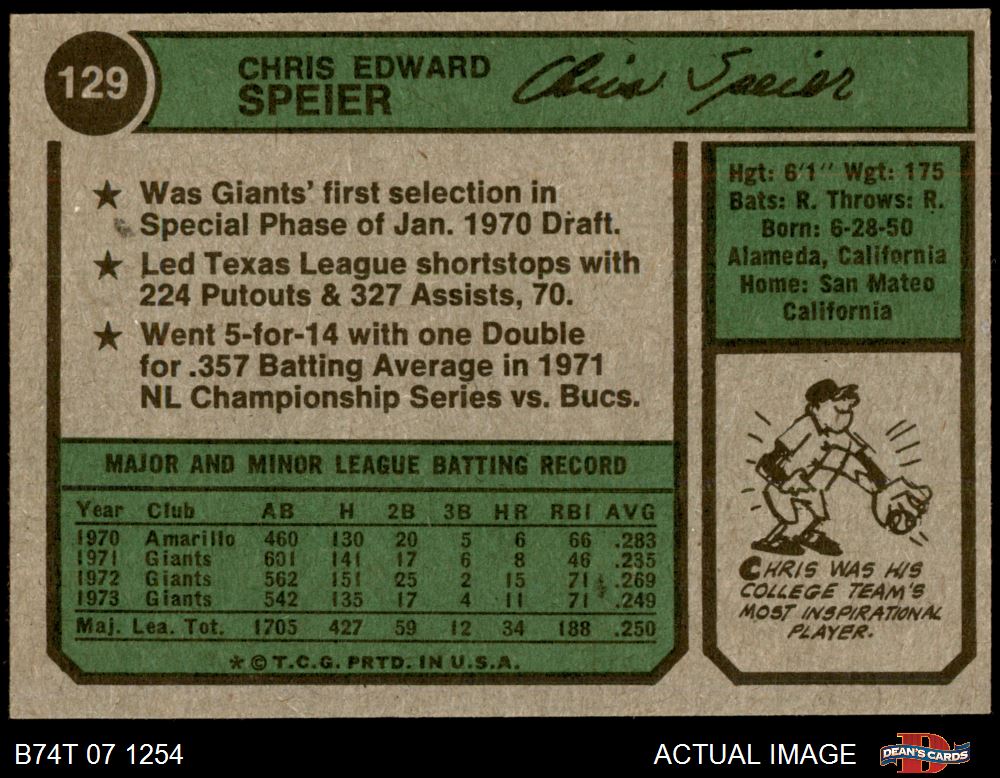 129
CHRIS EDWARD
SPEIER
Chris Speier
★ Was Giants' first selection in
Special Phase of Jan. 1970 Draft.
★ Led Texas League shortstops with
224 Putouts & 327 Assists, 70.
★ Went 5-for-14 with one Double
for .357 Batting Average in 1971
NL Championship Series vs. Bucs.
Hgt: 6'1" Wgt: 175
Bats: R. Throws: R.
Born: 6-28-50
Alameda, California
Home: San Mateo
California
MAJOR AND MINOR LEAGUE BATTING RECORD
Year Club AB H 2B 3B HR RBI AVG
1970 Amarillo 460 130 20 5 6 66 .283
1971 Giants 601 141 17 6 8 46 .235
1972 Giants 562 151 25 2 15 71 .269
1973 Giants 542 135 17 4 11 71 .249
Maj. Lea. Tot. 1705 427 59 12 34 188 .250
★ © T.C.G. PRTD. IN U.S.A.
CHRIS WAS HIS
COLLEGE TEAM'S
MOST INSPIRATIONAL
PLAYER.
B74T 07 1254
ACTUAL IMAGE
DEAN'S CARDS